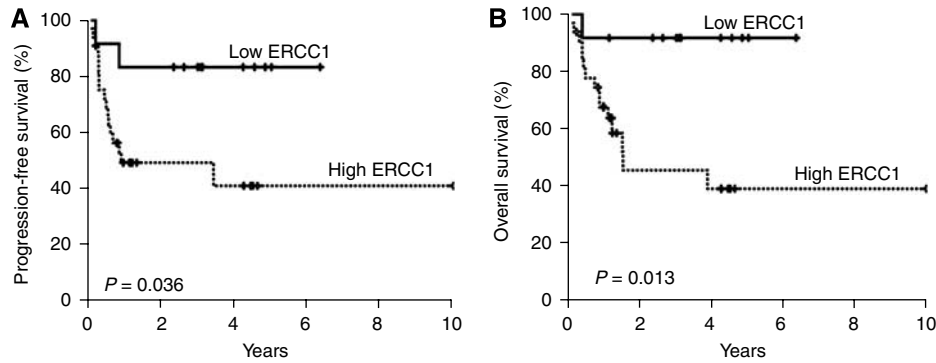 A
Progression-free survival (%)
100
80
60
40
20
0
Low ERCC1
High ERCC1
P = 0.036
0 2 4 6 8 10
Years
B
Overall survival (%)
100
80
60
40
20
0
Low ERCC1
High ERCC1
P = 0.013
0 2 4 6 8 10
Years